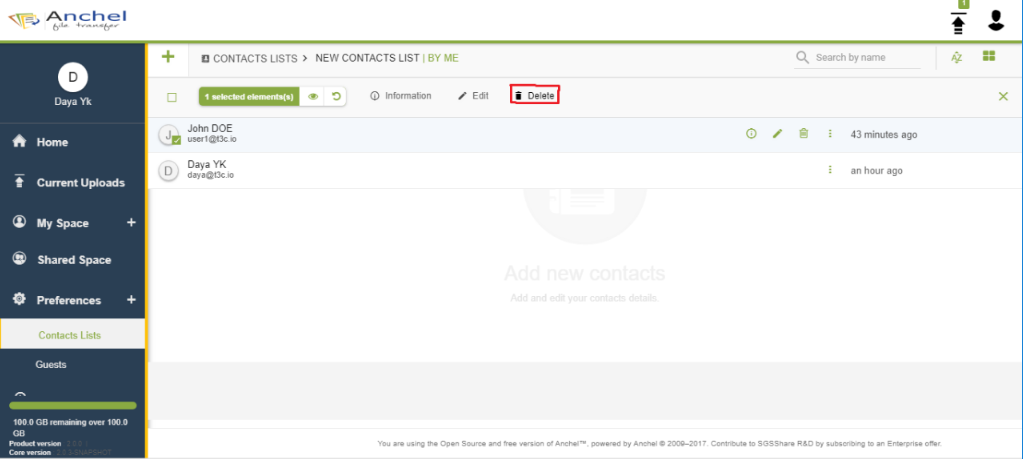 Anchel
file transfer
1
D
Daya Yk
Home
Current Uploads
My Space +
Shared Space
Preferences +
Contacts Lists
Guests
100.0 GB remaining over 100.0
GB
Product version
Core version
+ CONTACTS LISTS > NEW CONTACTS LIST | BY ME
Search by name
AZ
1 selected elements(s)
Information
Edit
Delete
J John DOE
user1@t3c.io
43 minutes ago
D Daya YK
daya@t3c.io
an hour ago
Add new contacts
Add and edit your contacts details.
You are using the Open Source and free version of Anchel™, powered by Anchel © 2009–2017. Contribute to SGSShare R&D by subscribing to an Enterprise offer.